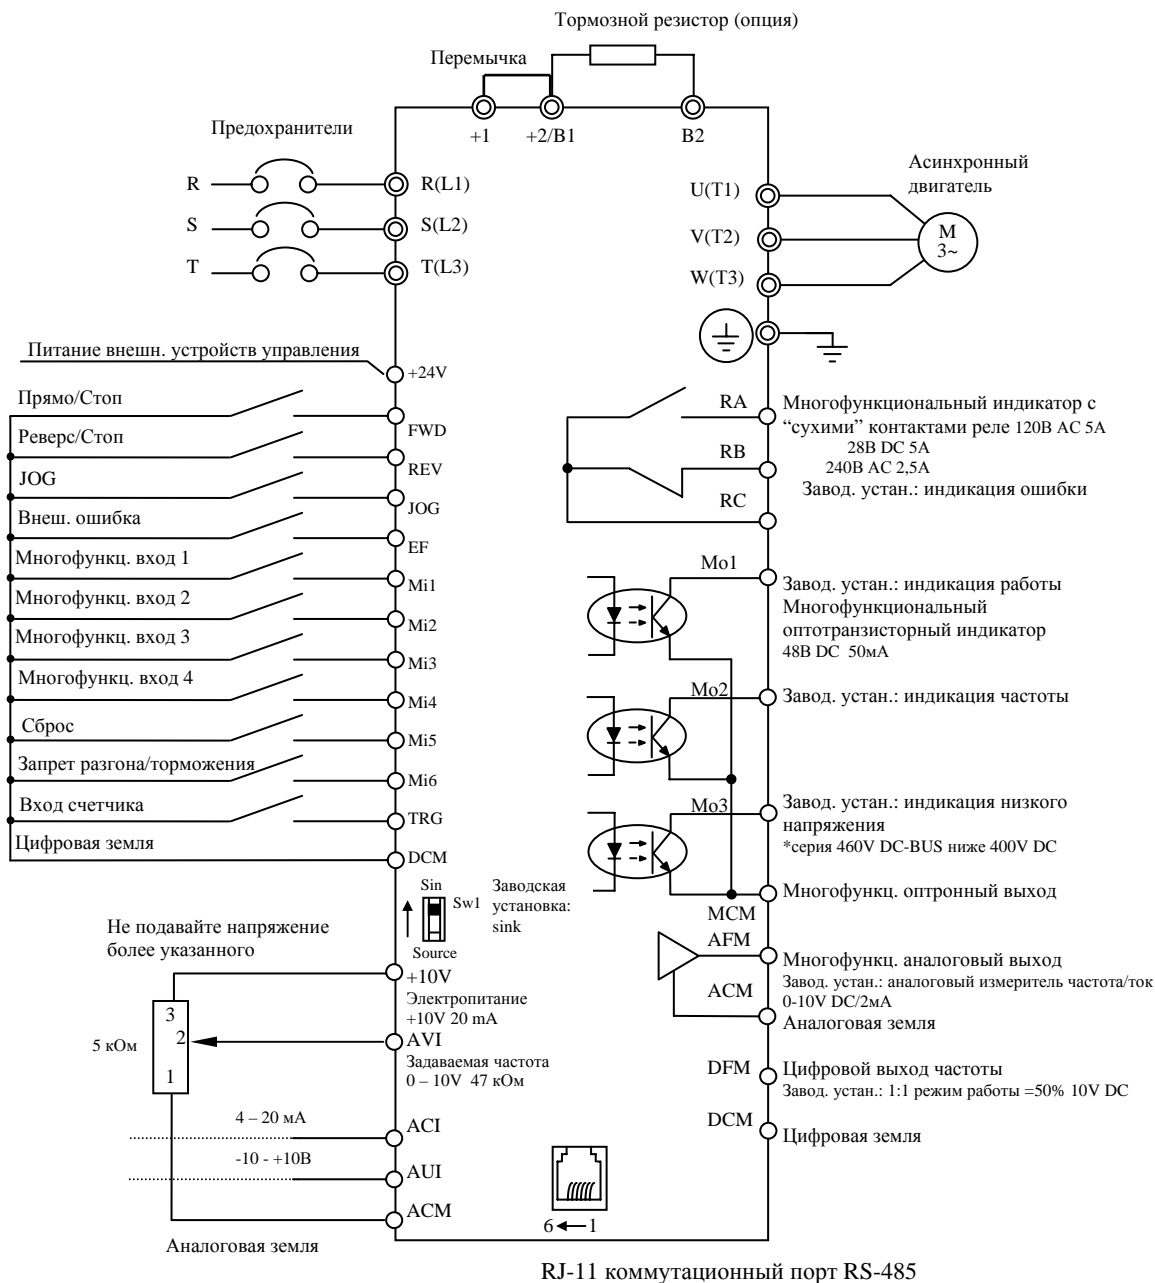 Тормозной резистор (опция)
Перемычка
+1
+2/B1
B2
Предохранители
R
R(L1)
S
S(L2)
T
T(L3)
Асинхронный
двигатель
U(T1)
V(T2)
W(T3)
M
3~
Питание внешн. устройств управления
+24V
Прямо/Стоп
FWD
Реверс/Стоп
REV
JOG
JOG
Внеш. ошибка
EF
Многофункц. вход 1
Mi1
Многофункц. вход 2
Mi2
Многофункц. вход 3
Mi3
Многофункц. вход 4
Mi4
Сброс
Mi5
Запрет разгона/торможения
Mi6
Вход счетчика
TRG
Цифровая земля
DCM
RA
Многофункциональный индикатор с
“сухими” контактами реле 120В AC 5А
28В DC 5А
RB
240В AC 2,5А
Завод. устан.: индикация ошибки
RC
Mo1
Завод. устан.: индикация работы
Многофункциональный
оптотранзисторный индикатор
48В DC 50мА
Mo2
Завод. устан.: индикация частоты
Mo3
Завод. устан.: индикация низкого
напряжения
*серия 460V DC-BUS ниже 400V DC
Многофункц. оптронный выход
MCM
Sin
Sw1
Source
Заводская
установка:
sink
Не подавайте напряжение
более указанного
+10V
Электропитание
+10V 20 mA
3
2
1
5 кОм
AVI
Задаваемая частота
0 – 10V 47 кОм
4 – 20 мА
ACI
-10 - +10В
AUI
ACM
Аналоговая земля
AFM
Многофункц. аналоговый выход
Завод. устан.: аналоговый измеритель частота/ток
0-10V DC/2мА
ACM
Аналоговая земля
DFM
Цифровой выход частоты
Завод. устан.: 1:1 режим работы =50% 10V DC
DCM
Цифровая земля
6
1
RJ-11 коммутационный порт RS-485